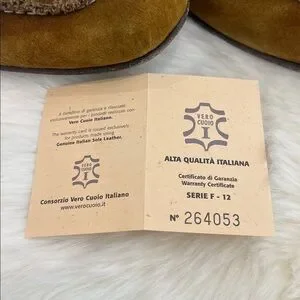 Il cartellino di garanzia è rilasciato
esclusivamente per i prodotti realizzati con
Vero Cuoio Italiano.
The warranty card is issued exclusively
for products made using
Genuine Italian Sole Leather.
VERO
CUOIO
I
Consorzio Vero Cuoio Italiano
www.verocuoio.it
VERO
CUOIO
I
ALTA QUALITÀ ITALIANA
Certificato di Garanzia
Warranty Certificate
SERIE F - 12
N° 264053